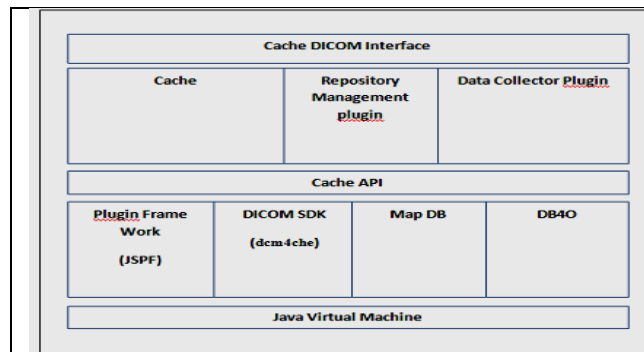 Cache DICOM Interface
Cache
Repository
Management
plugin
Data Collector Plugin
Cache API
Plugin Frame
Work
(JSPF)
DICOM SDK
(dcm4che)
Map DB
DB4O
Java Virtual Machine